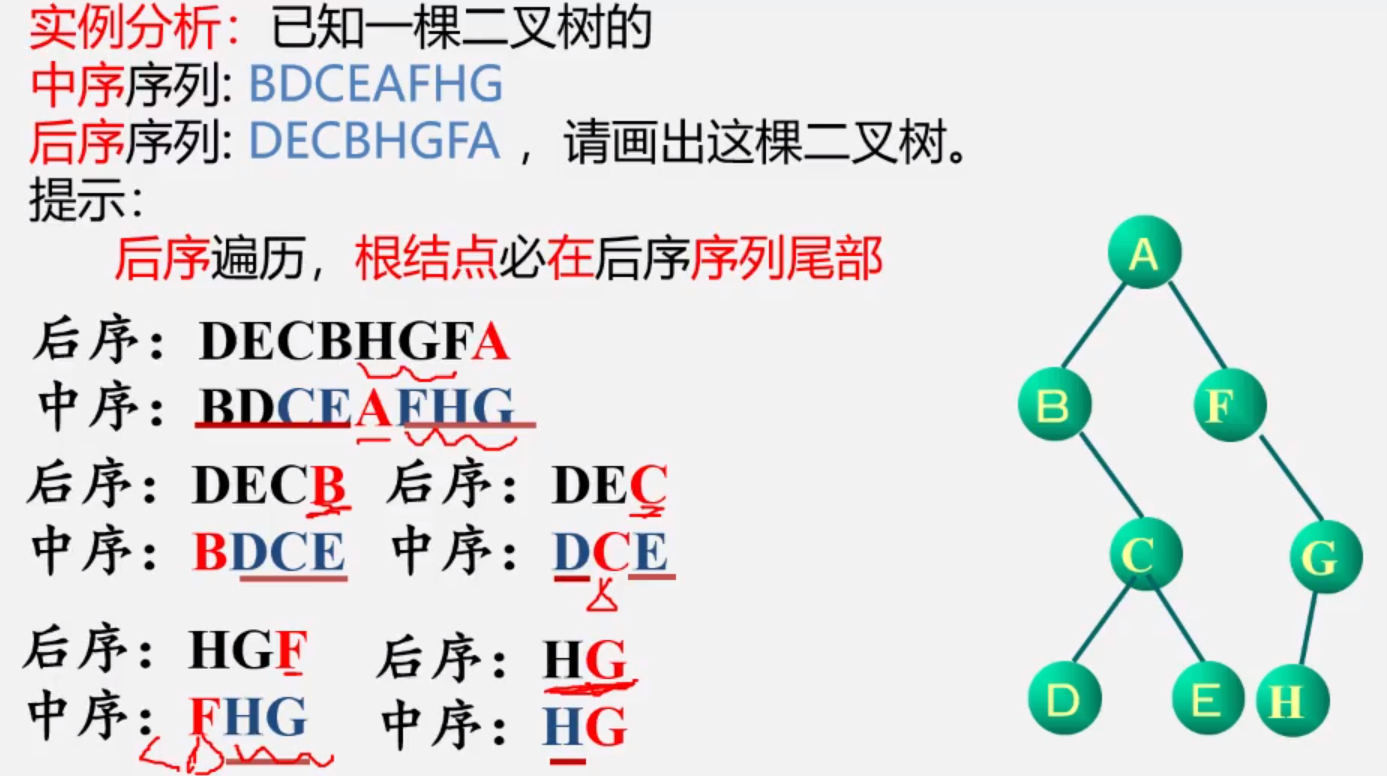 实例分析：已知一棵二叉树的
中序序列: BDCEAFHG
后序序列: DECBHGFA ，请画出这棵二叉树。
提示：
后序遍历，根结点必在后序序列尾部
后序：DECBHGFA
中序：BDCEAFHG
后序：DECB 后序：DEC
中序：BDCE 中序：DCE
后序：HGF 后序：HG
中序：FHG 中序：HG
A
B F
C G
D E H